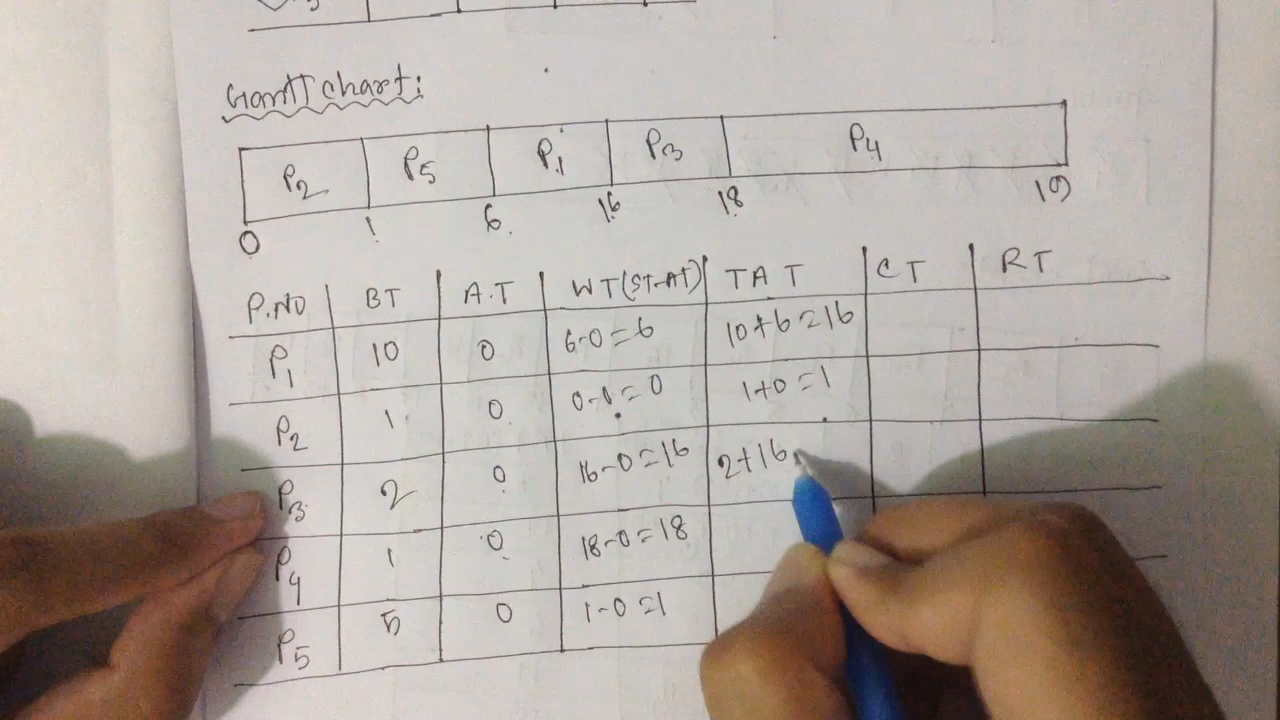 Gantt chart:
P2 P5 P1 P3 P4
0 1 6 16 18 19
P.NO BT A.T WT(ST-AT) TAT CT RT
P1 10 0 6-0=6 10+6=16
P2 1 0 0-0=0 1+0=1
P3 2 0 16-0=16 2+16
P4 1 0 18-0=18
P5 5 0 1-0=1